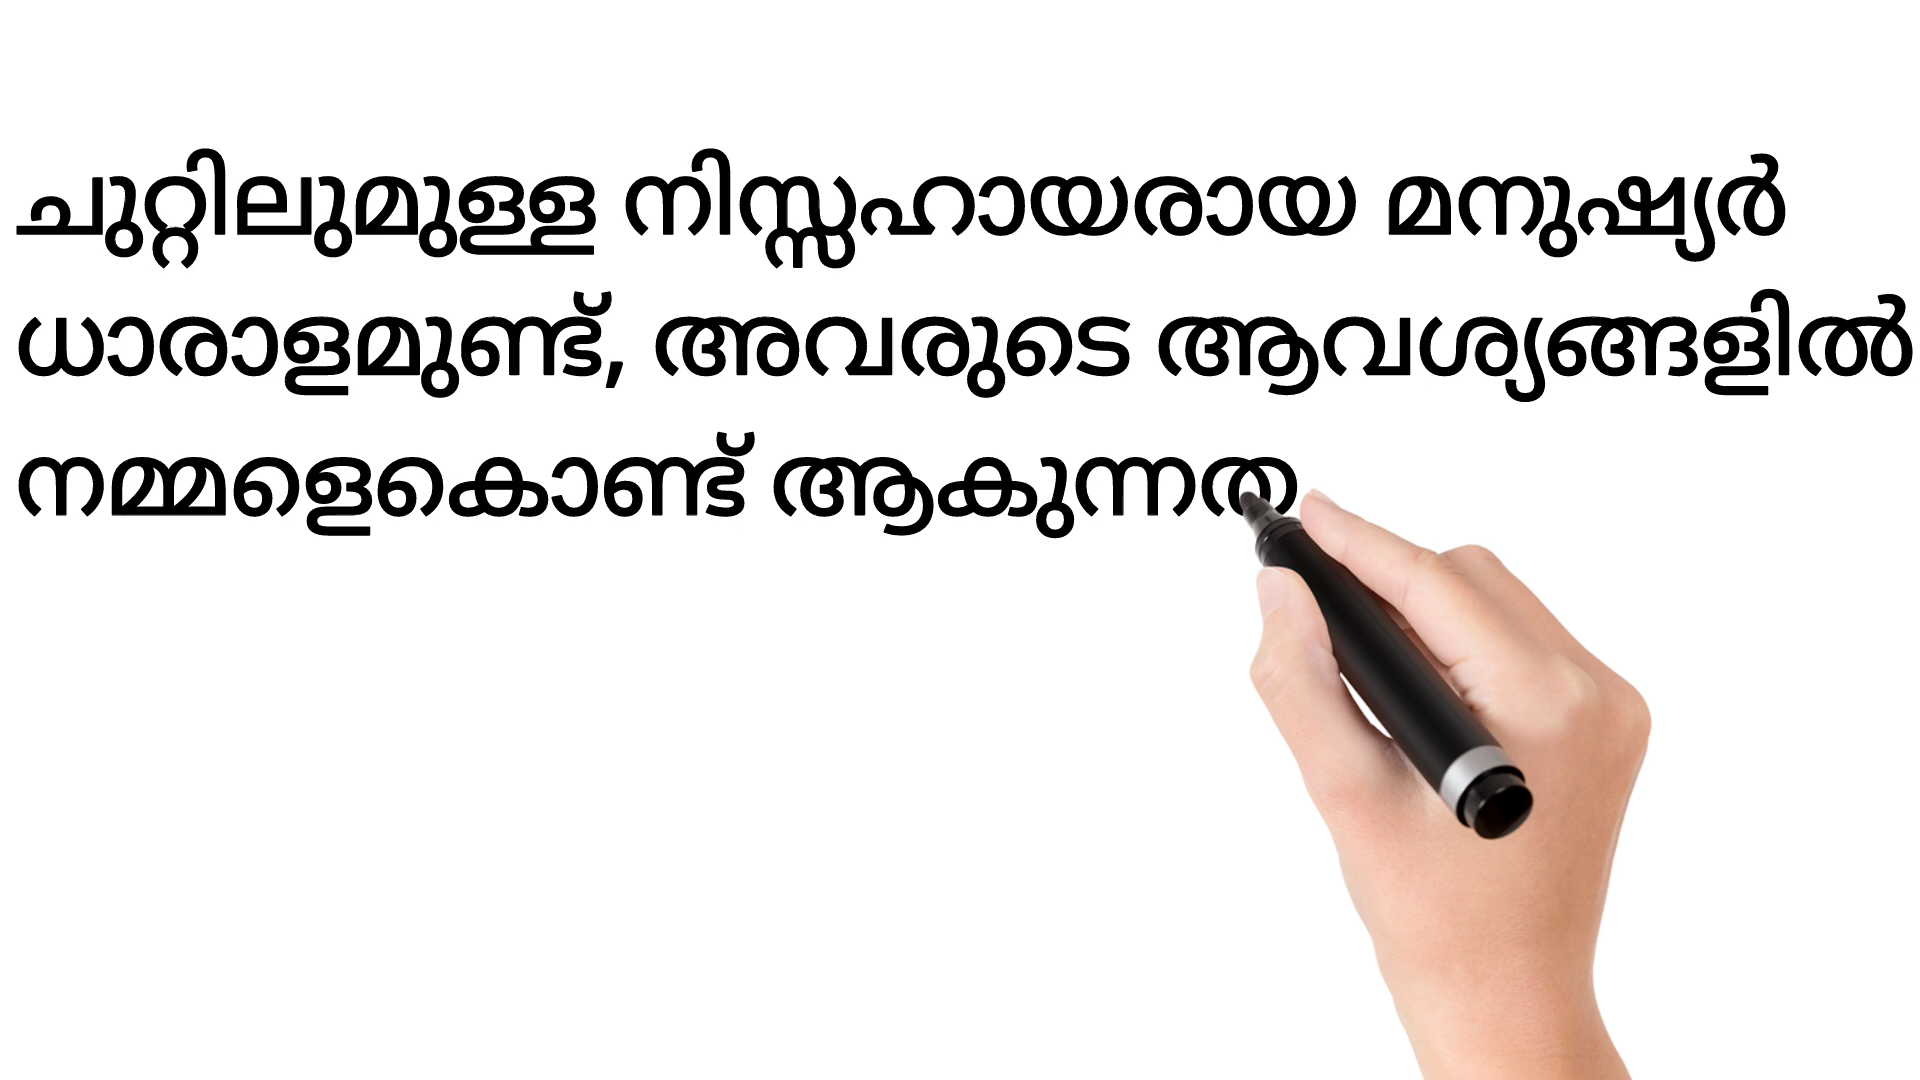 ചുറ്റിലുമുള്ള നിസ്സഹായരായ മനുഷ്യർ
ധാരാളമുണ്ട്, അവരുടെ ആവശ്യങ്ങളിൽ
നമ്മളെകൊണ്ട് ആകുന്നത